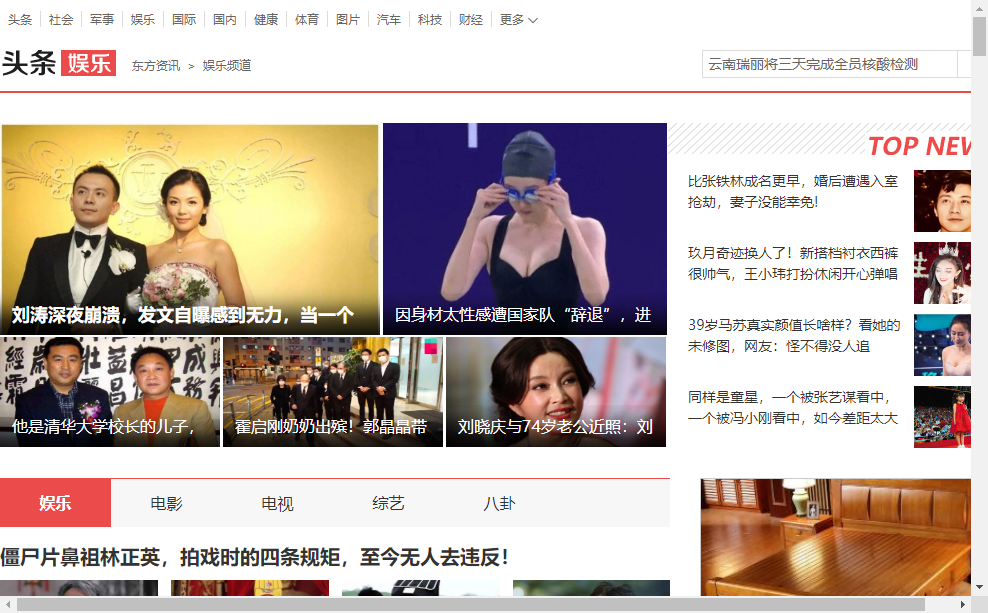 头条 社会 军事 娱乐 国际 国内 健康 体育 图片 汽车 科技 财经 更多
头条 娱乐 东方资讯 > 娱乐频道
云南瑞丽将三天完成全员核酸检测
刘涛深夜崩溃，发文自曝感到无力，当一个
因身材太性感遭国家队“辞退”，进
他是清华大学校长的儿子，
霍启刚奶奶出殡！郭晶晶带
刘晓庆与74岁老公近照：刘
TOP NEW
比张铁林成名更早，婚后遭遇入室
抢劫，妻子没能幸免!
玖月奇迹换人了！新搭档衬衣西裤
很帅气，王小玮打扮休闲开心弹唱
39岁马苏真实颜值长啥样？看她的
未修图，网友：怪不得没人追
同样是童星，一个被张艺谋看中，
一个被冯小刚看中，如今差距太大
娱乐 电影 电视 综艺 八卦
僵尸片鼻祖林正英，拍戏时的四条规矩，至今无人去违反！